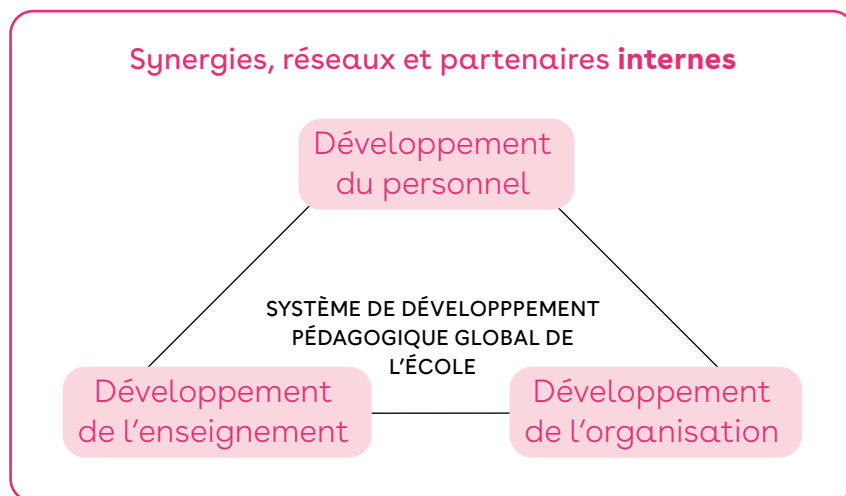 Synergies, réseaux et partenaires internes
Développement
du personnel
SYSTÈME DE DÉVELOPPPEMENT
PÉDAGOGIQUE GLOBAL DE
L'ÉCOLE
Développement
de l'enseignement
Développement
de l'organisation